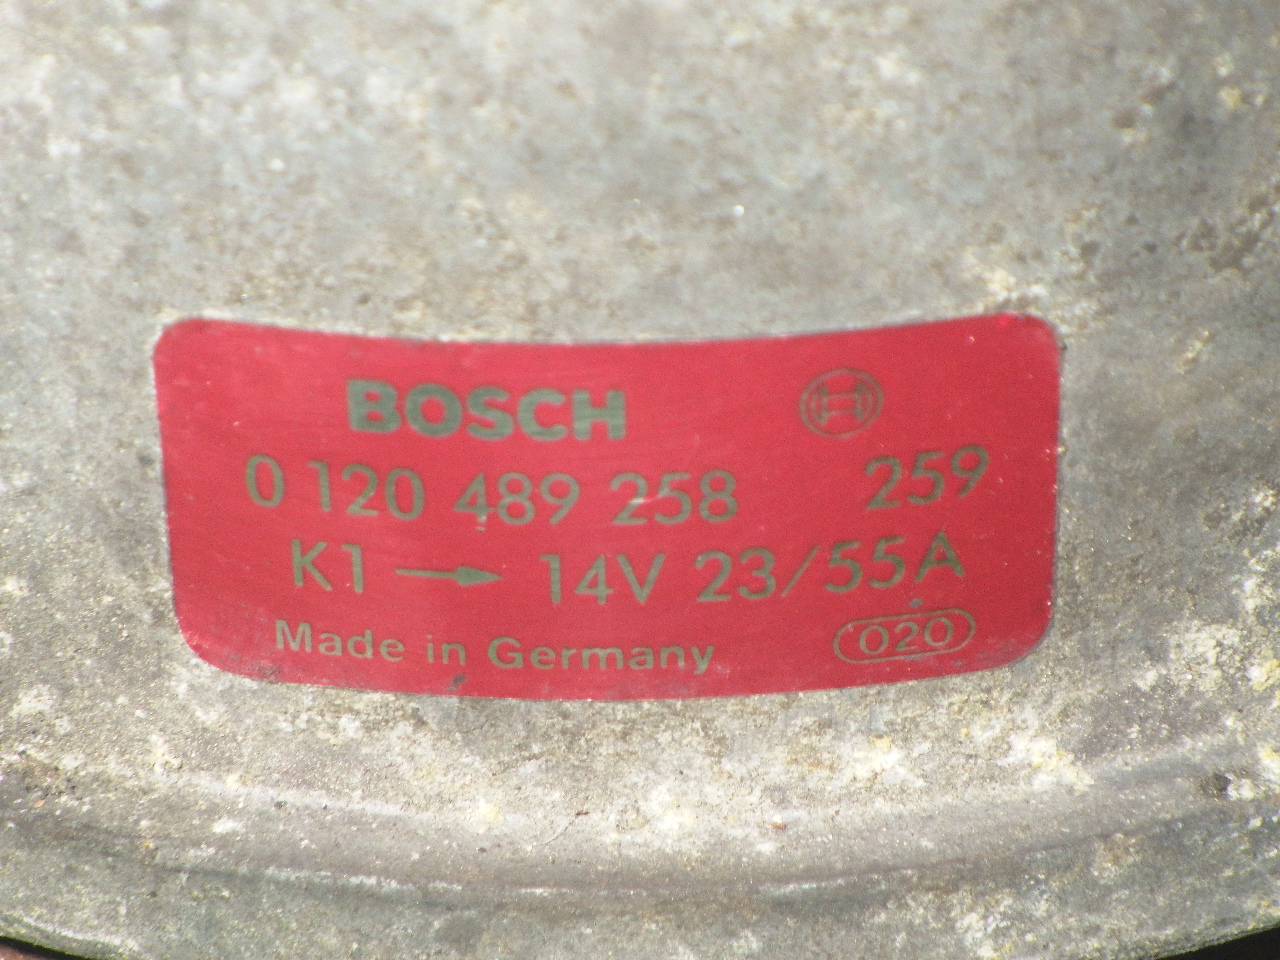 BOSCH
0 120 489 258 259
K1 → 14V 23/55A
Made in Germany 020